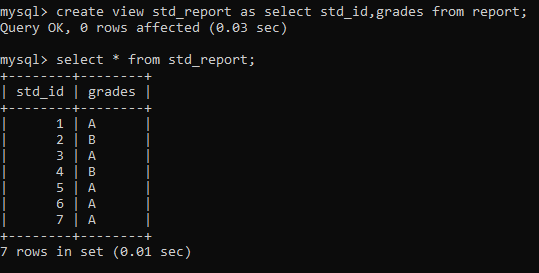 mysql> create view std_report as select std_id,grades from report;
Query OK, 0 rows affected (0.03 sec)
mysql> select * from std_report;
+--------+--------+
| std_id | grades |
+--------+--------+
|      1 | A      |
|      2 | B      |
|      3 | A      |
|      4 | B      |
|      5 | A      |
|      6 | A      |
|      7 | A      |
+--------+--------+
7 rows in set (0.01 sec)